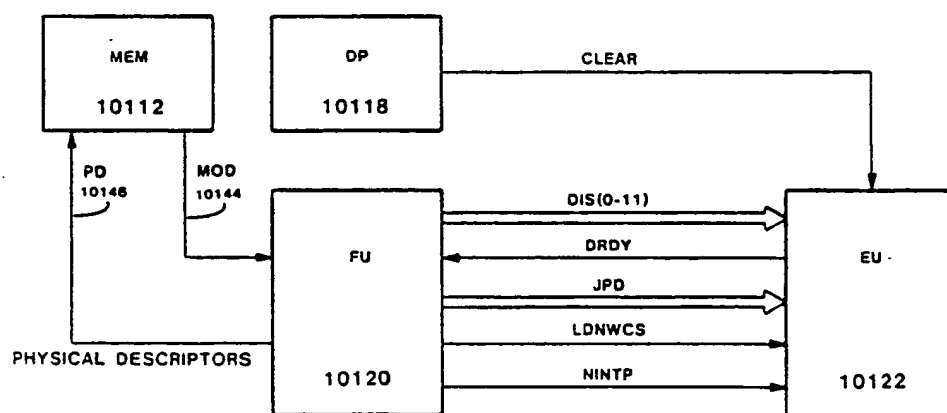 MEM
10112
DP
10118
CLEAR
PD
10146
MOD
10144
DIS(0-11)
FU
DRDY
EU
JPD
LDNWCS
PHYSICAL DESCRIPTORS
NINTP
10120
10122